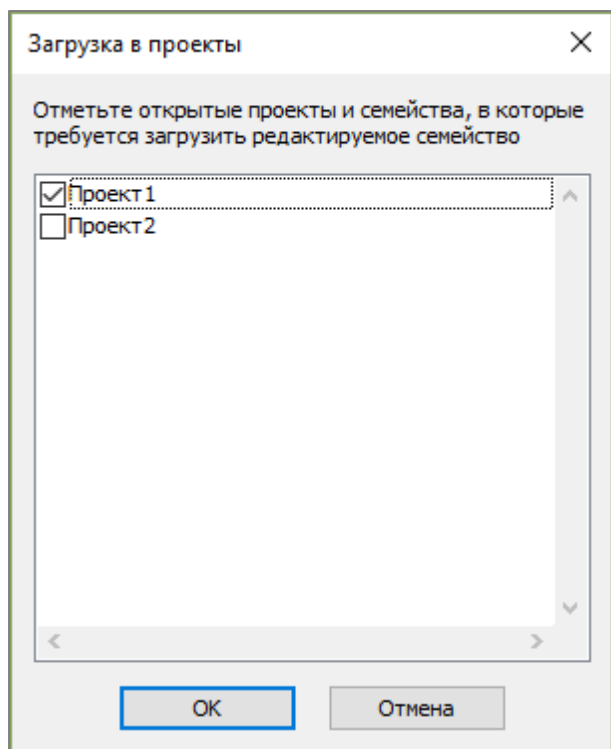 Загрузка в проекты
Отметьте открытые проекты и семейства, в которые
требуется загрузить редактируемое семейство
Проект1
Проект2
OK
Отмена